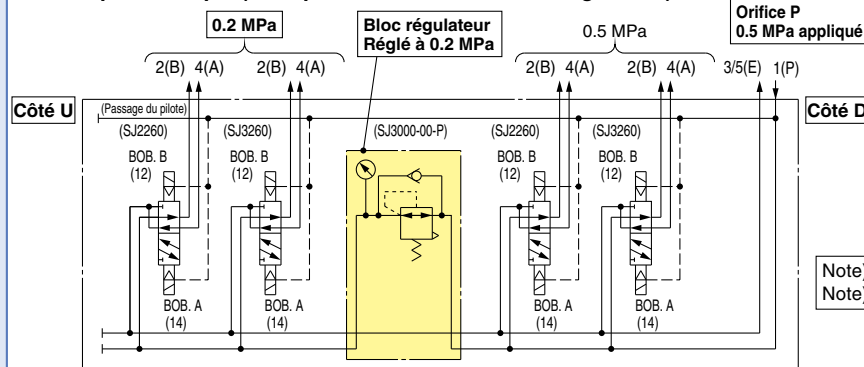 0.2 MPa
Bloc régulateur
Réglé à 0.2 MPa
0.5 MPa
Orifice P
0.5 MPa appliqué
2(B) 4(A)
2(B) 4(A)
2(B) 4(A)
2(B) 4(A)
3/5(E)
1(P)
Côté U
Côté D
(Passage du pilote)
(SJ2260)
(SJ3260)
(SJ3000-00-P)
(SJ2260)
(SJ3260)
BOB. B
(12)
BOB. B
(12)
BOB. B
(12)
BOB. B
(12)
Note)
Note)
BOB. A
(14)
BOB. A
(14)
BOB. A
(14)
BOB. A
(14)